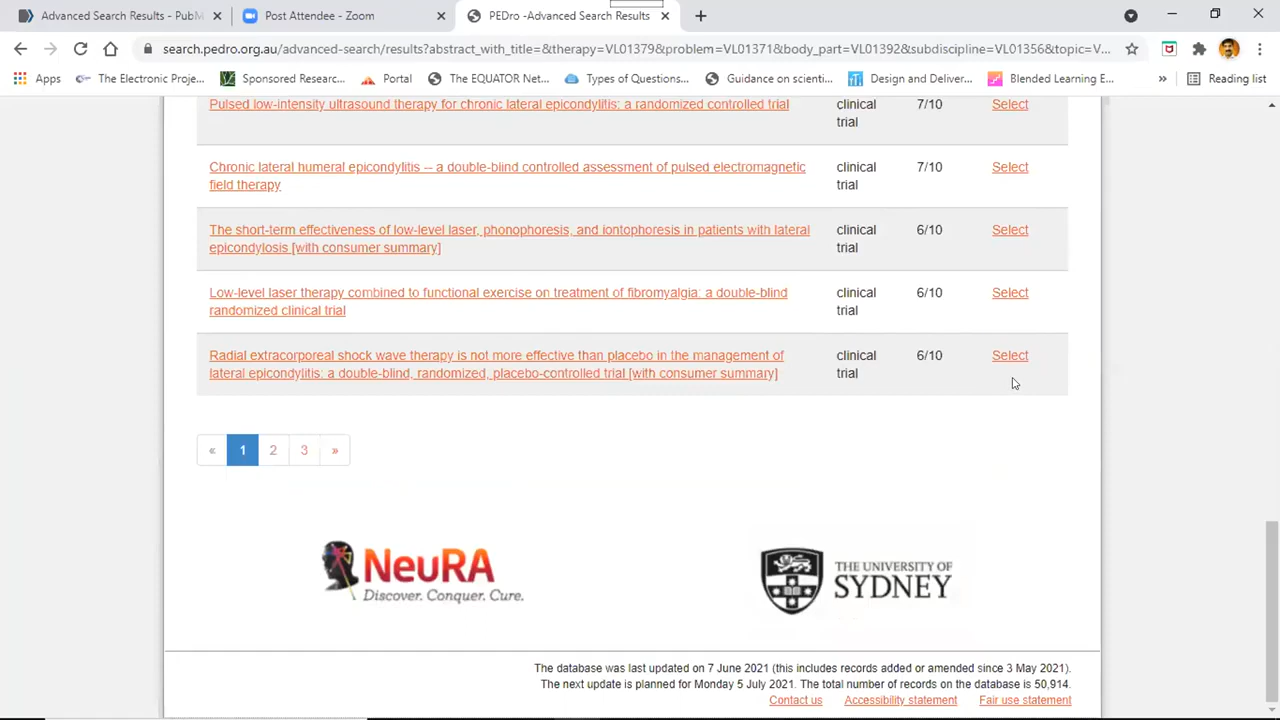 Advanced Search Results - PubM
Post Attendee - Zoom
PEDro -Advanced Search Results
search.pedro.org.au/advanced-search/results?abstract_with_title=&therapy=VL01379&problem=VL01371&body_part=VL01392&subdiscipline=VL01356&topic=V...
Apps
The Electronic Proje...
Sponsored Researc...
Portal
The EQUATOR Net...
Types of Questions...
Guidance on scienti...
Design and Deliver...
Blended Learning E...
»
Reading list
Pulsed low-intensity ultrasound therapy for chronic lateral epicondylitis: a randomized controlled trial
clinical
trial
7/10
Select
Chronic lateral humeral epicondylitis -- a double-blind controlled assessment of pulsed electromagnetic
field therapy
clinical
trial
7/10
Select
The short-term effectiveness of low-level laser, phonophoresis, and iontophoresis in patients with lateral
epicondylosis [with consumer summary]
clinical
trial
6/10
Select
Low-level laser therapy combined to functional exercise on treatment of fibromyalgia: a double-blind
randomized clinical trial
clinical
trial
6/10
Select
Radial extracorporeal shock wave therapy is not more effective than placebo in the management of
lateral epicondylitis: a double-blind, randomized, placebo-controlled trial [with consumer summary]
clinical
trial
6/10
Select
« 1 2 3 »
NeuRA
Discover. Conquer. Cure.
THE UNIVERSITY OF
SYDNEY
The database was last updated on 7 June 2021 (this includes records added or amended since 3 May 2021).
The next update is planned for Monday 5 July 2021. The total number of records on the database is 50,914.
Contact us Accessibility statement Fair use statement